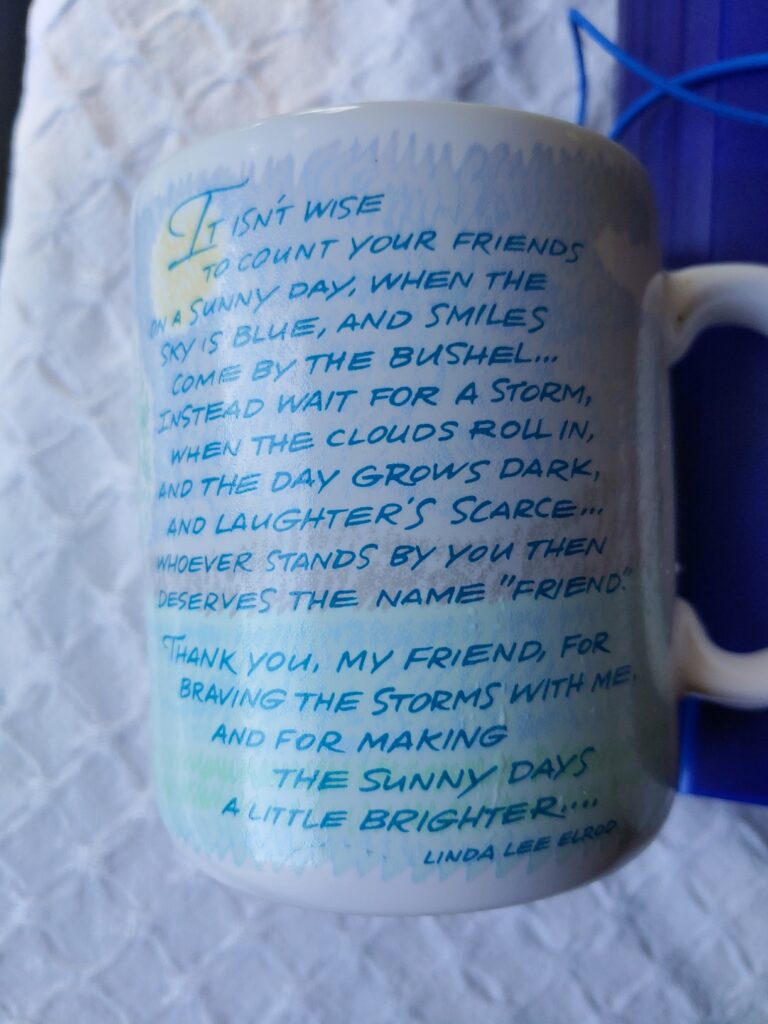 IT ISN'T WISE
TO COUNT YOUR FRIENDS
ON A SUNNY DAY, WHEN THE
SKY IS BLUE, AND SMILES
COME BY THE BUSHEL...
INSTEAD WAIT FOR A STORM,
WHEN THE CLOUDS ROLL IN,
AND THE DAY GROWS DARK,
AND LAUGHTER'S SCARCE...
WHOEVER STANDS BY YOU THEN
DESERVES THE NAME "FRIEND."
THANK YOU, MY FRIEND, FOR
BRAVING THE STORMS WITH ME,
AND FOR MAKING
THE SUNNY DAYS
A LITTLE BRIGHTER....
LINDA LEE ELROD